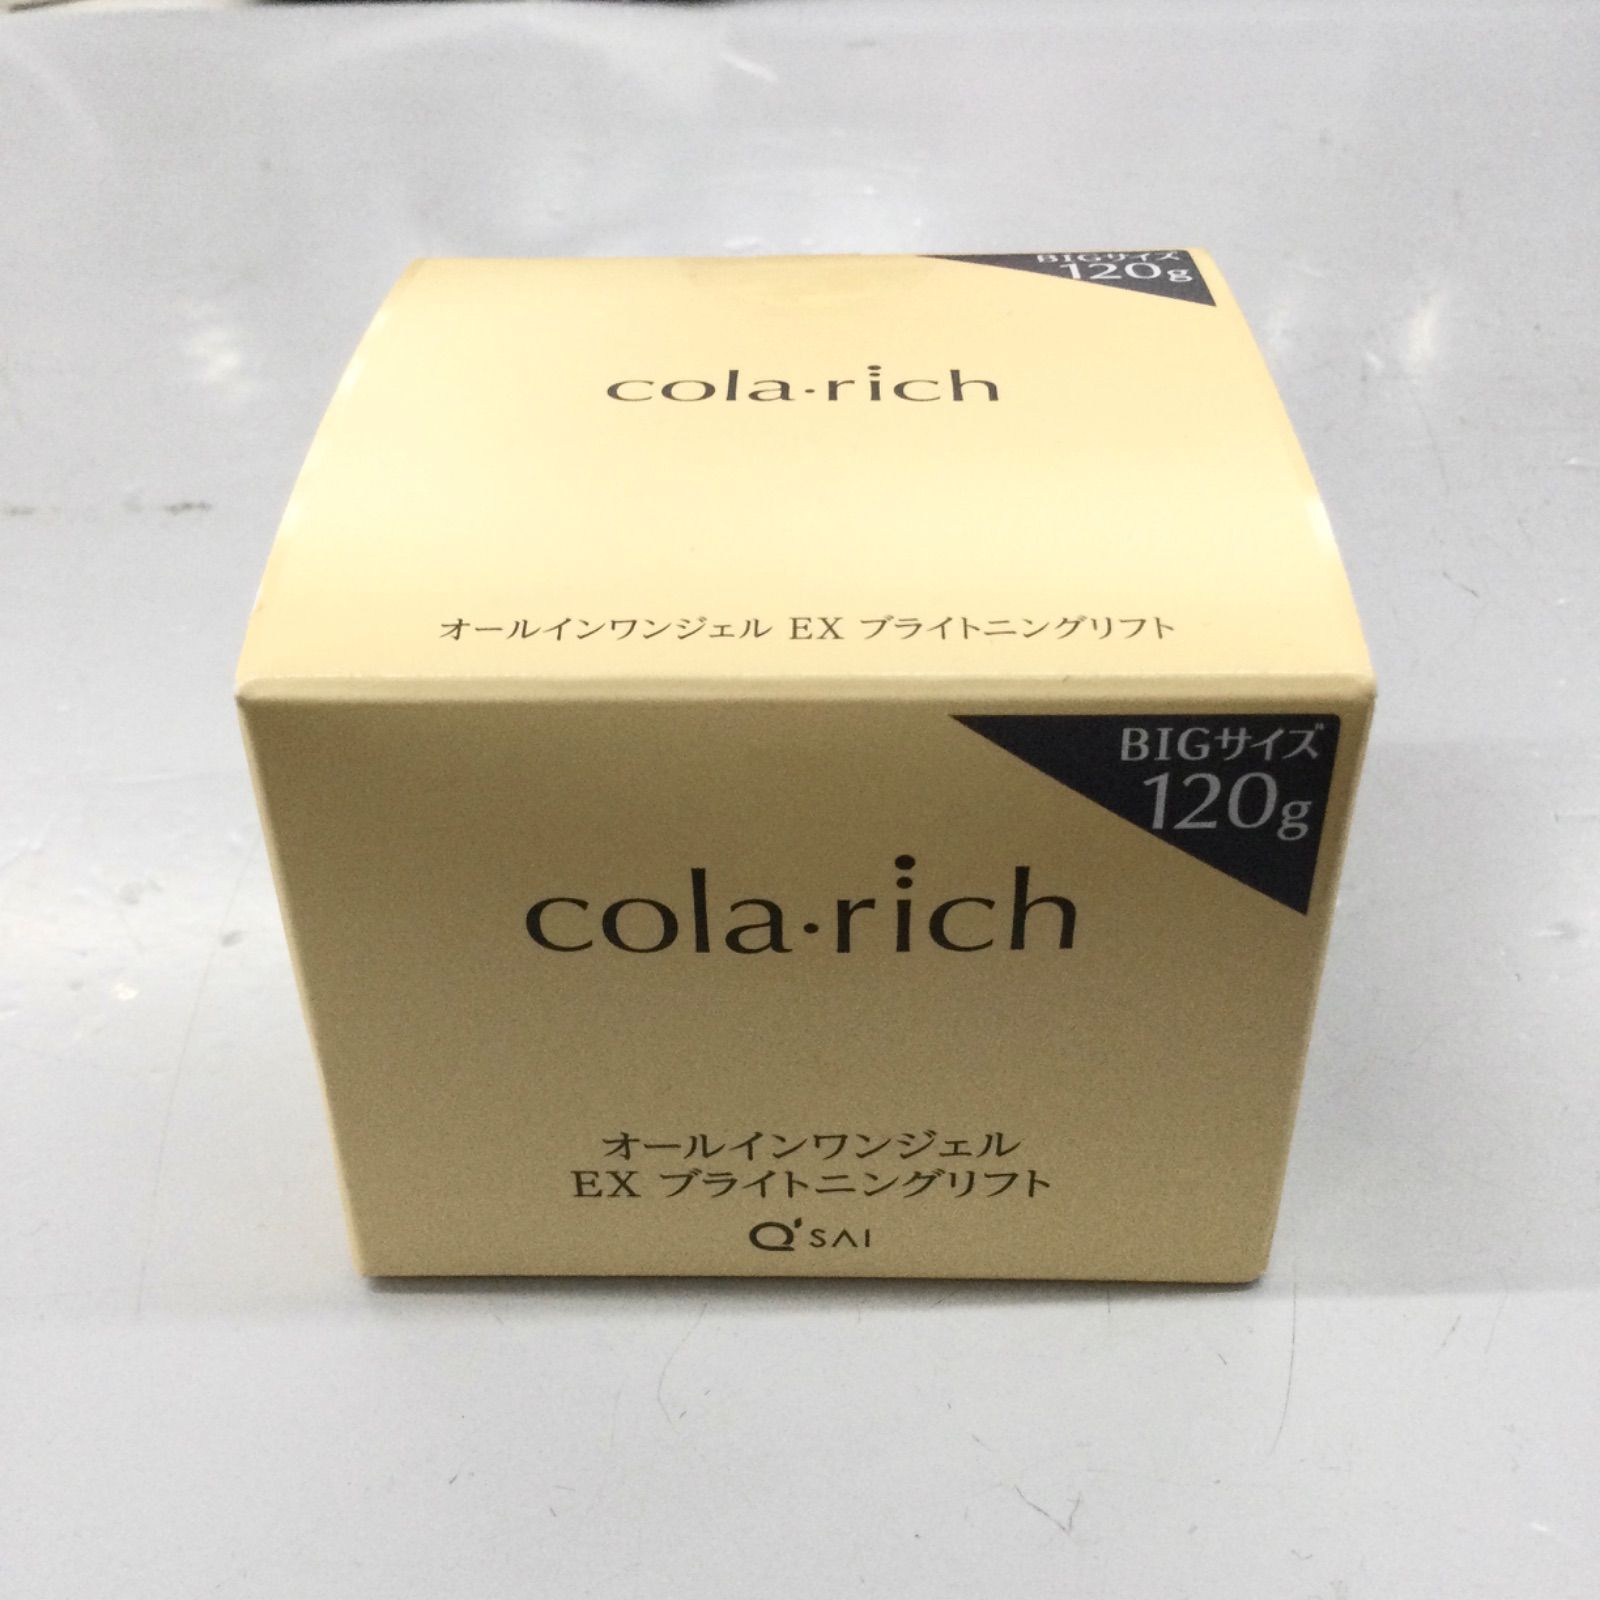 BIGサイズ
120g
cola·rich
オールインワンジェル EX ブライトニングリフト
BIGサイズ
120g
cola·rich
オールインワンジェル
EX ブライトニングリフト
Q'SAI